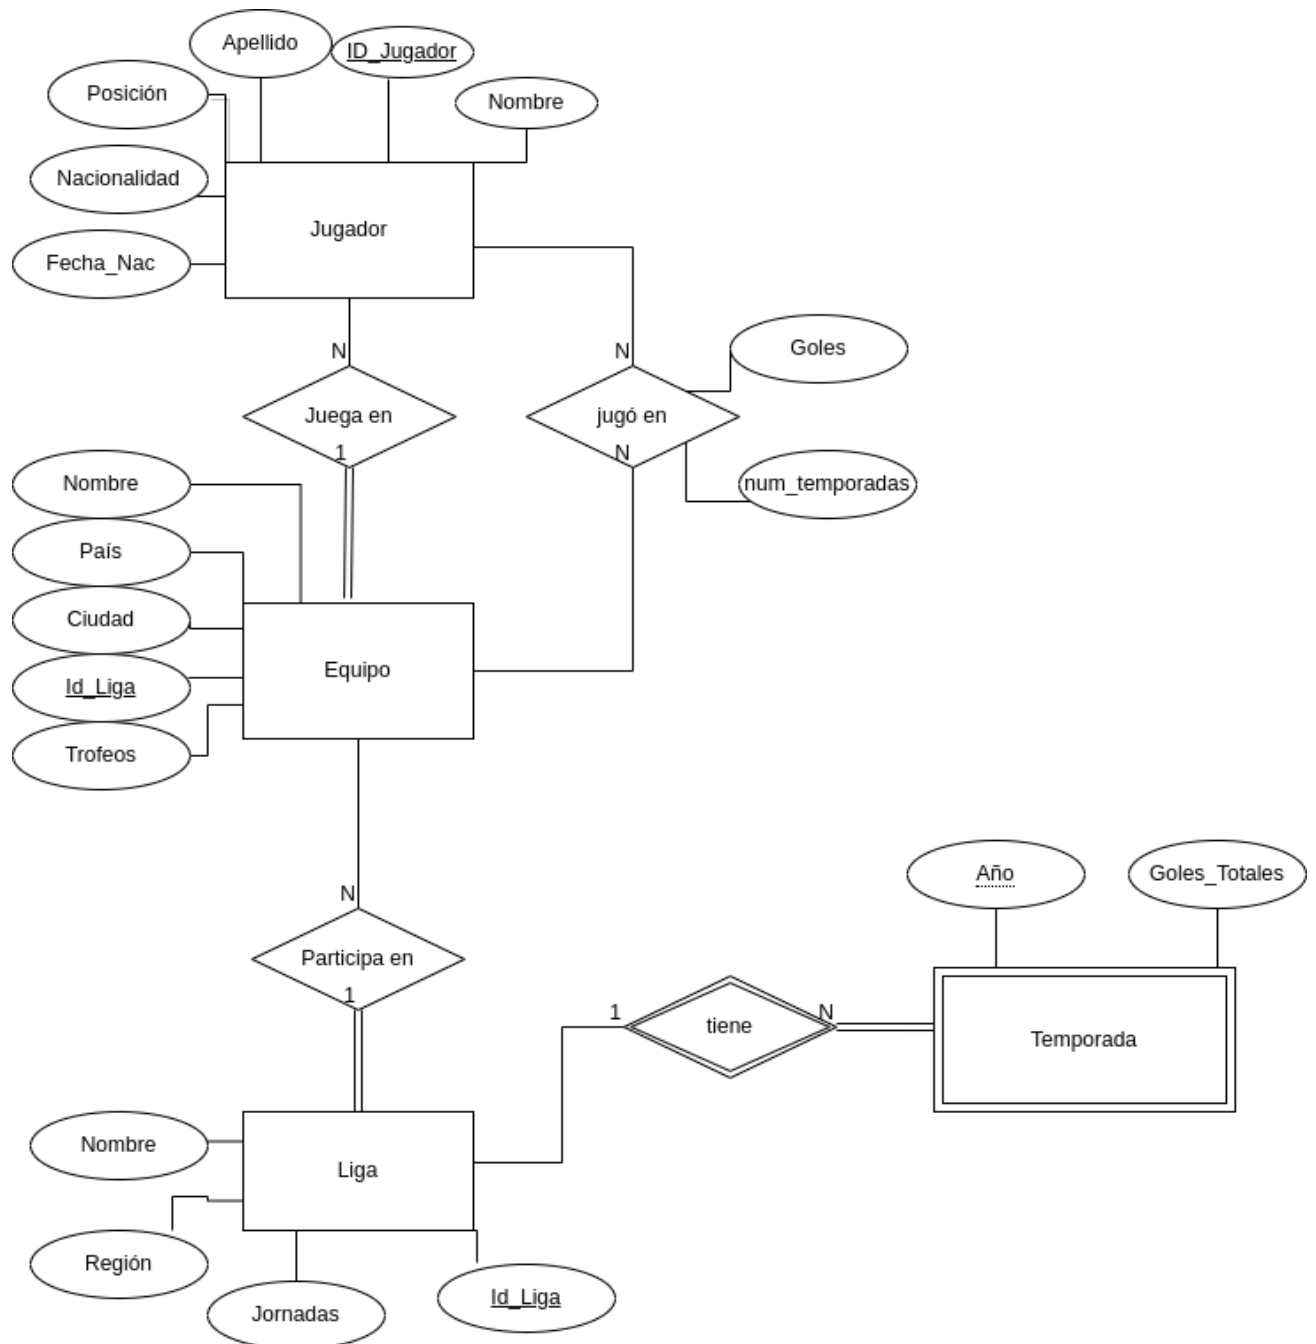 Apellido
ID_Jugador
Posición
Nombre
Nacionalidad
Jugador
Fecha_Nac
N
N
Goles
Juega en
jugó en
1
N
Nombre
num_temporadas
País
Ciudad
Equipo
Id_Liga
Trofeos
Año
Goles_Totales
N
Participa en
1
1
tiene
N
Temporada
Nombre
Liga
Región
Id_Liga
Jornadas